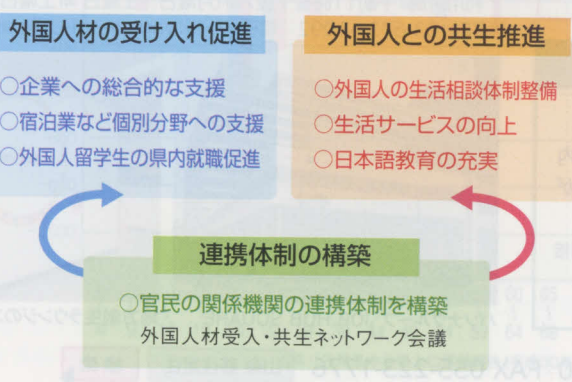 外国人材の受け入れ促進
○企業への総合的な支援
○宿泊業など個別分野への支援
○外国人留学生の県内就職促進
外国人との共生推進
○外国人の生活相談体制整備
○生活サービスの向上
○日本語教育の充実
連携体制の構築
○官民の関係機関の連携体制を構築
外国人材受入・共生ネットワーク会議